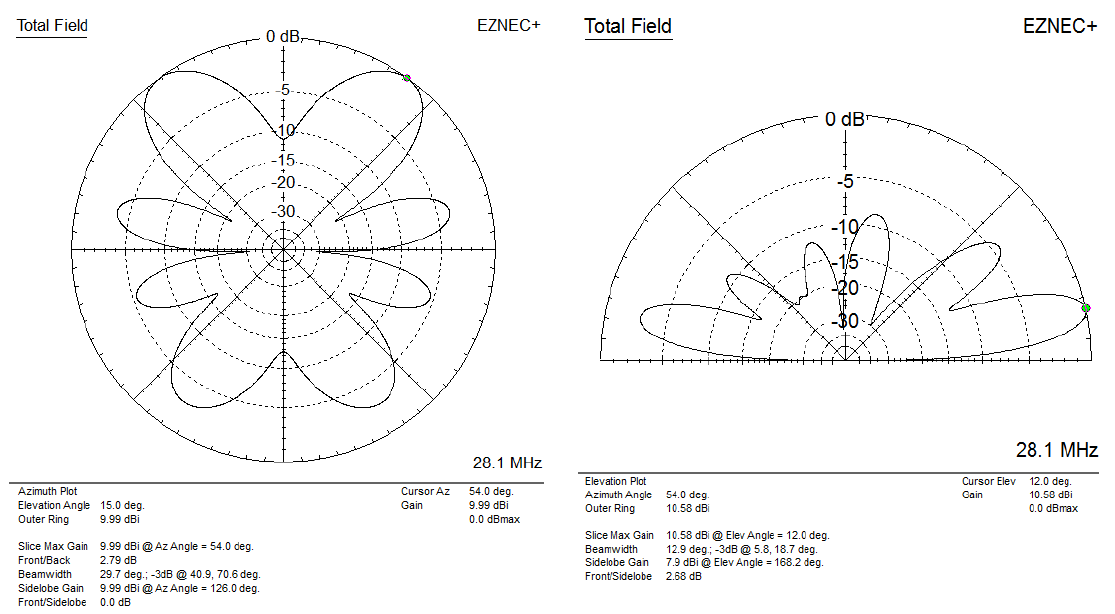 Total Field
EZNEC+
0 dB
-5
-10
-15
-20
-30
28.1 MHz
Azimuth Plot
Elevation Angle 15.0 deg.
Outer Ring 9.99 dBi
Cursor Az 54.0 deg.
Gain 9.99 dBi
0.0 dBmax
Slice Max Gain 9.99 dBi @ Az Angle = 54.0 deg.
Front/Back 2.79 dB
Beamwidth 29.7 deg.; -3dB @ 40.9, 70.6 deg.
Sidelobe Gain 9.99 dBi @ Az Angle = 126.0 deg.
Front/Sidelobe 0.0 dB
Total Field
EZNEC+
0 dB
-5
-10
-15
-20
-30
28.1 MHz
Elevation Plot
Azimuth Angle 54.0 deg.
Outer Ring 10.58 dBi
Cursor Elev 12.0 deg.
Gain 10.58 dBi
0.0 dBmax
Slice Max Gain 10.58 dBi @ Elev Angle = 12.0 deg.
Beamwidth 12.9 deg.; -3dB @ 5.8, 18.7 deg.
Sidelobe Gain 7.9 dBi @ Elev Angle = 168.2 deg.
Front/Sidelobe 2.68 dB